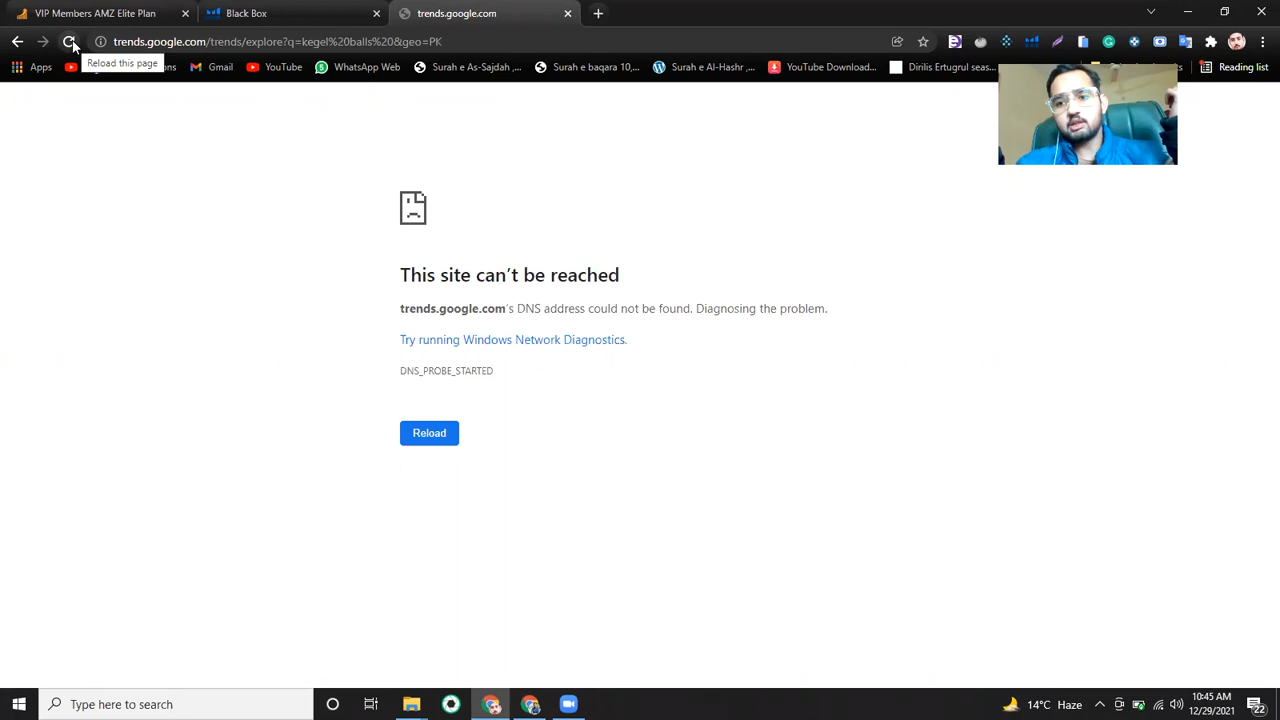 VIP Members AMZ Elite Plan
Black Box
trends.google.com
trends.google.com/trends/explore?q=kegel%20balls%20&geo=PK
Reload this page
Apps
ons
Gmail
YouTube
WhatsApp Web
Surah e As-Sajdah ,...
Surah e baqara 10,...
Surah e Al-Hashr ,...
YouTube Download...
Dirilis Ertugrul seas...
Reading list
This site can’t be reached
trends.google.com’s DNS address could not be found. Diagnosing the problem.
Try running Windows Network Diagnostics.
DNS_PROBE_STARTED
Reload
Type here to search
14°C Haze
10:45 AM
12/29/2021
22